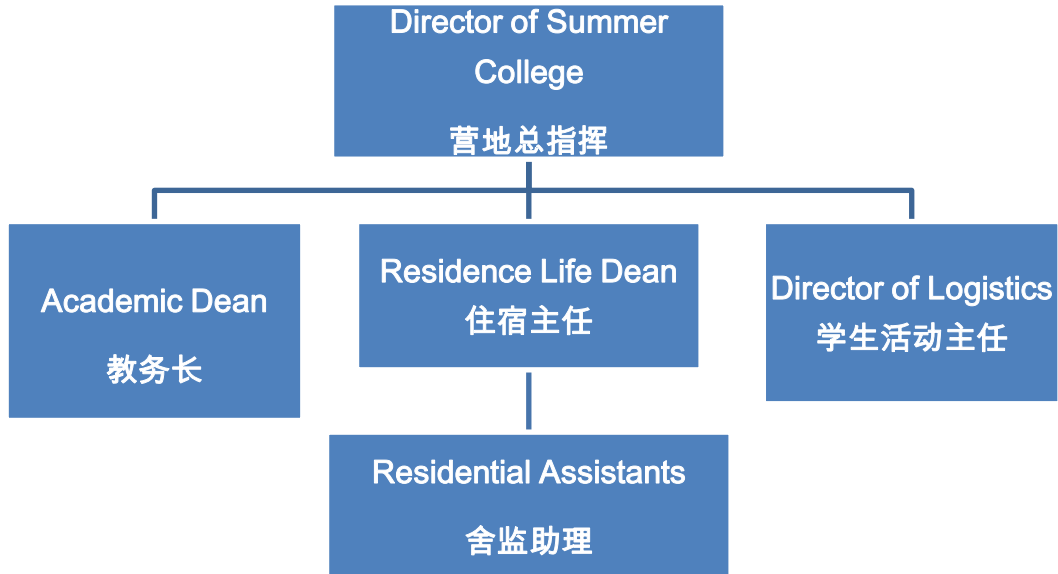 Director of Summer
College
营地总指挥
Academic Dean
教务长
Residence Life Dean
住宿主任
Director of Logistics
学生活动主任
Residential Assistants
舍监助理